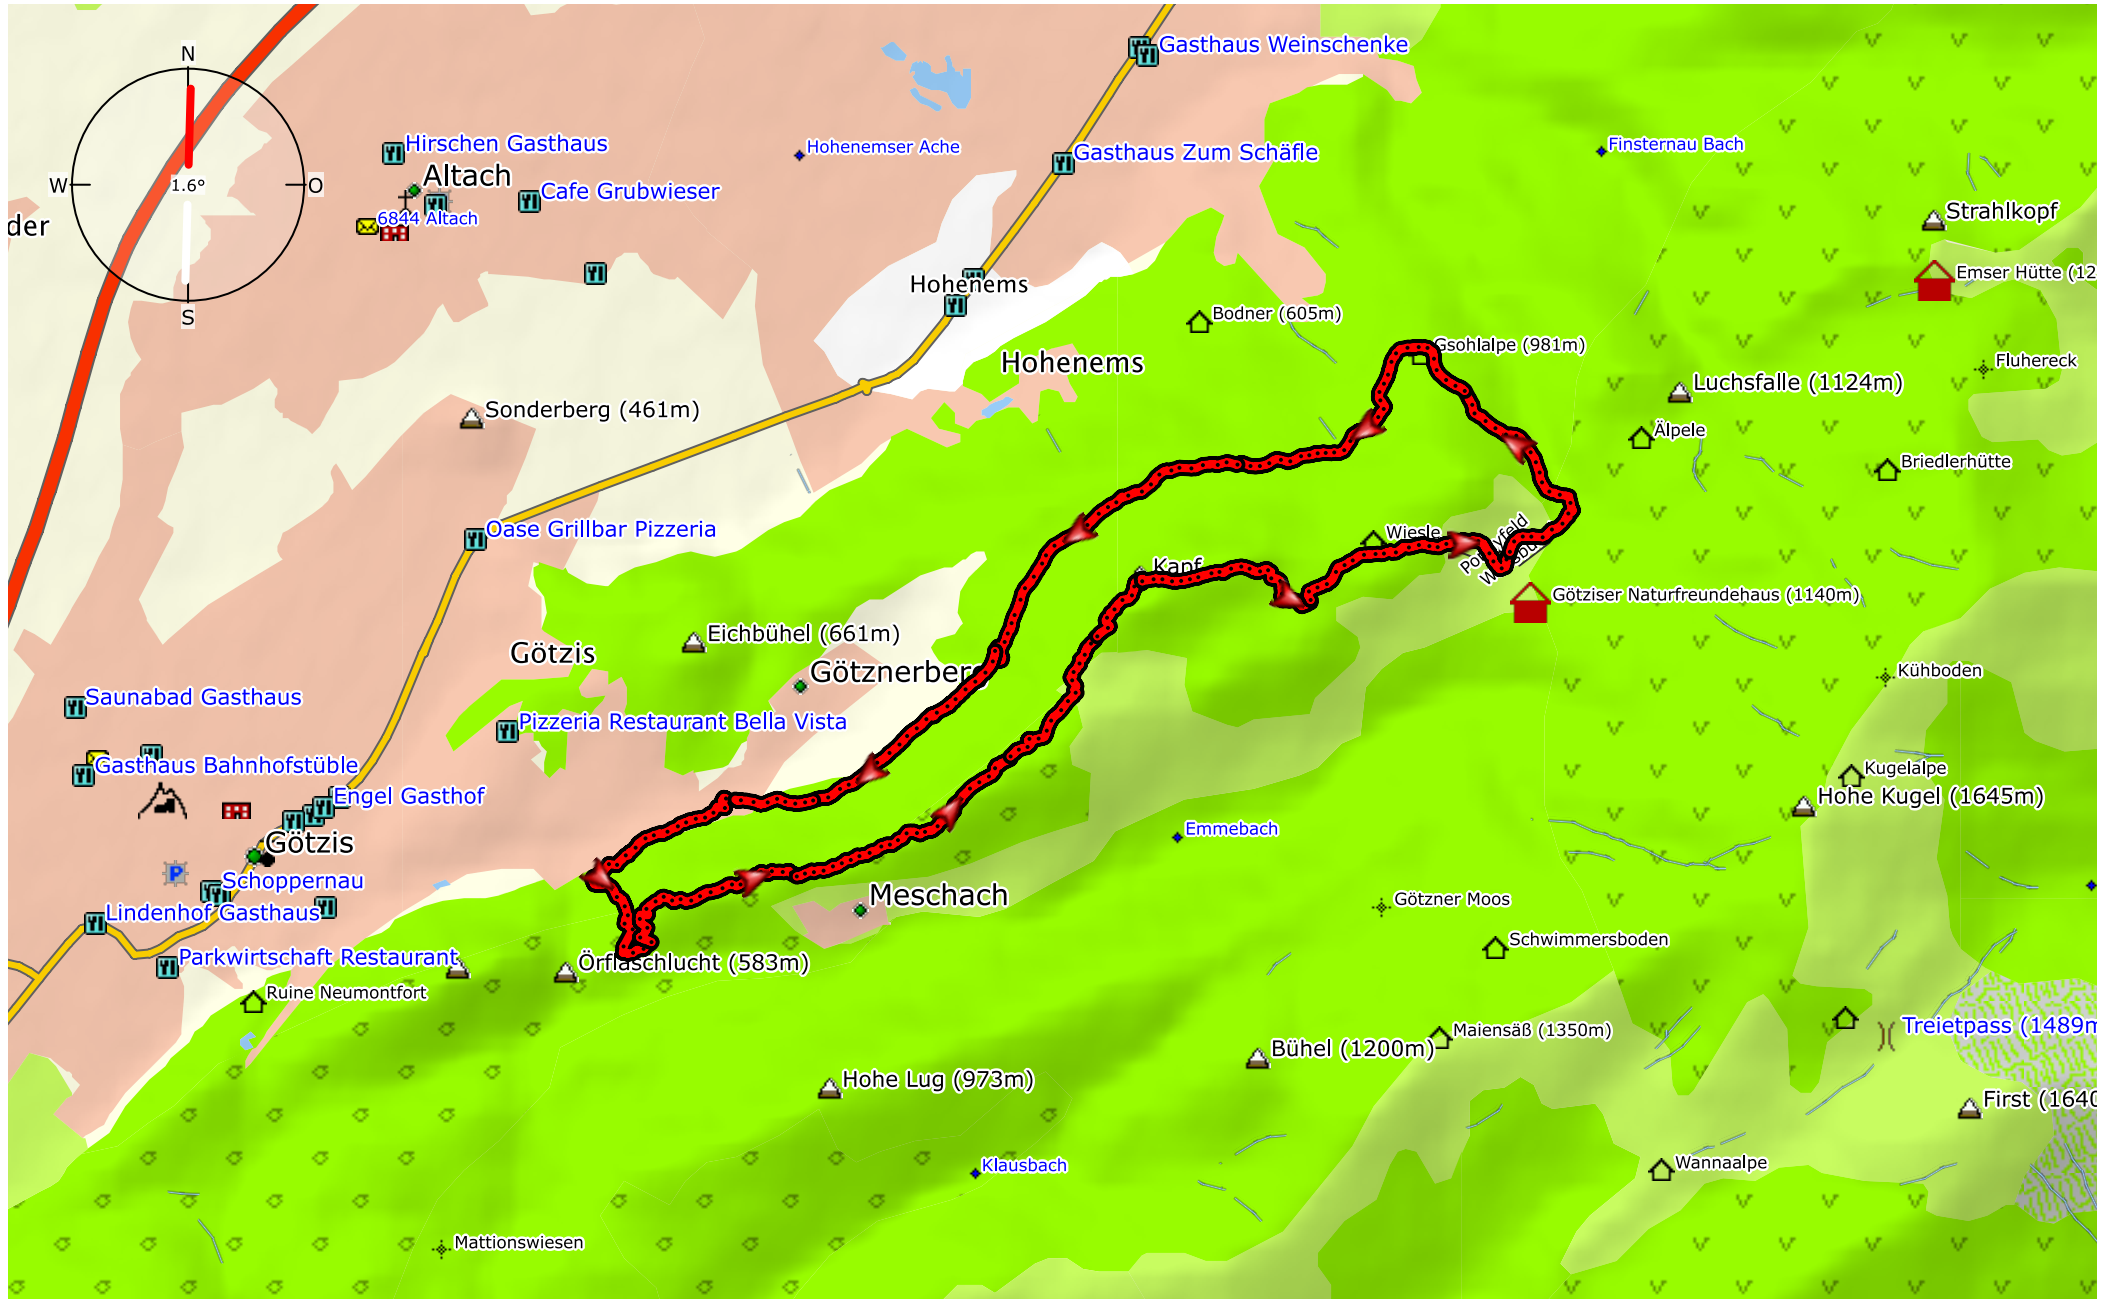 N
W
1.6°
O
S
der
Hirschen Gasthaus
Altach
6844 Altach
Cafe Grubwieser
Hohenemser Ache
Gasthaus Weinschenke
Gasthaus Zum Schäfle
Finsternau Bach
Strahlkopf
Emser Hütte (12
Hohenems
Bodner (605m)
Hohenems
Gsohlalpe (981m)
Fluhereck
Luchsfalle (1124m)
Älpele
Briedlerhütte
Sonderberg (461m)
Oase Grillbar Pizzeria
Wiesle
Kapf
Götziser Naturfreundehaus (1140m)
Eichbühel (661m)
Götzis
Götznerberg
Kühboden
Saunabad Gasthaus
Pizzeria Restaurant Bella Vista
Gasthaus Bahnhofstüble
Engel Gasthof
Kugelalpe
Hohe Kugel (1645m)
Emmebach
Götzis
P
Schoppernau
Lindenhof Gasthaus
Meschach
Götzner Moos
Schwimmersboden
Parkwirtschaft Restaurant
Örflaschlucht (583m)
Ruine Neumontfort
Treietpass (1489m
Maiensäß (1350m)
Bühel (1200m)
Hohe Lug (973m)
First (1640
Klausbach
Wannaalpe
Mattionswiesen